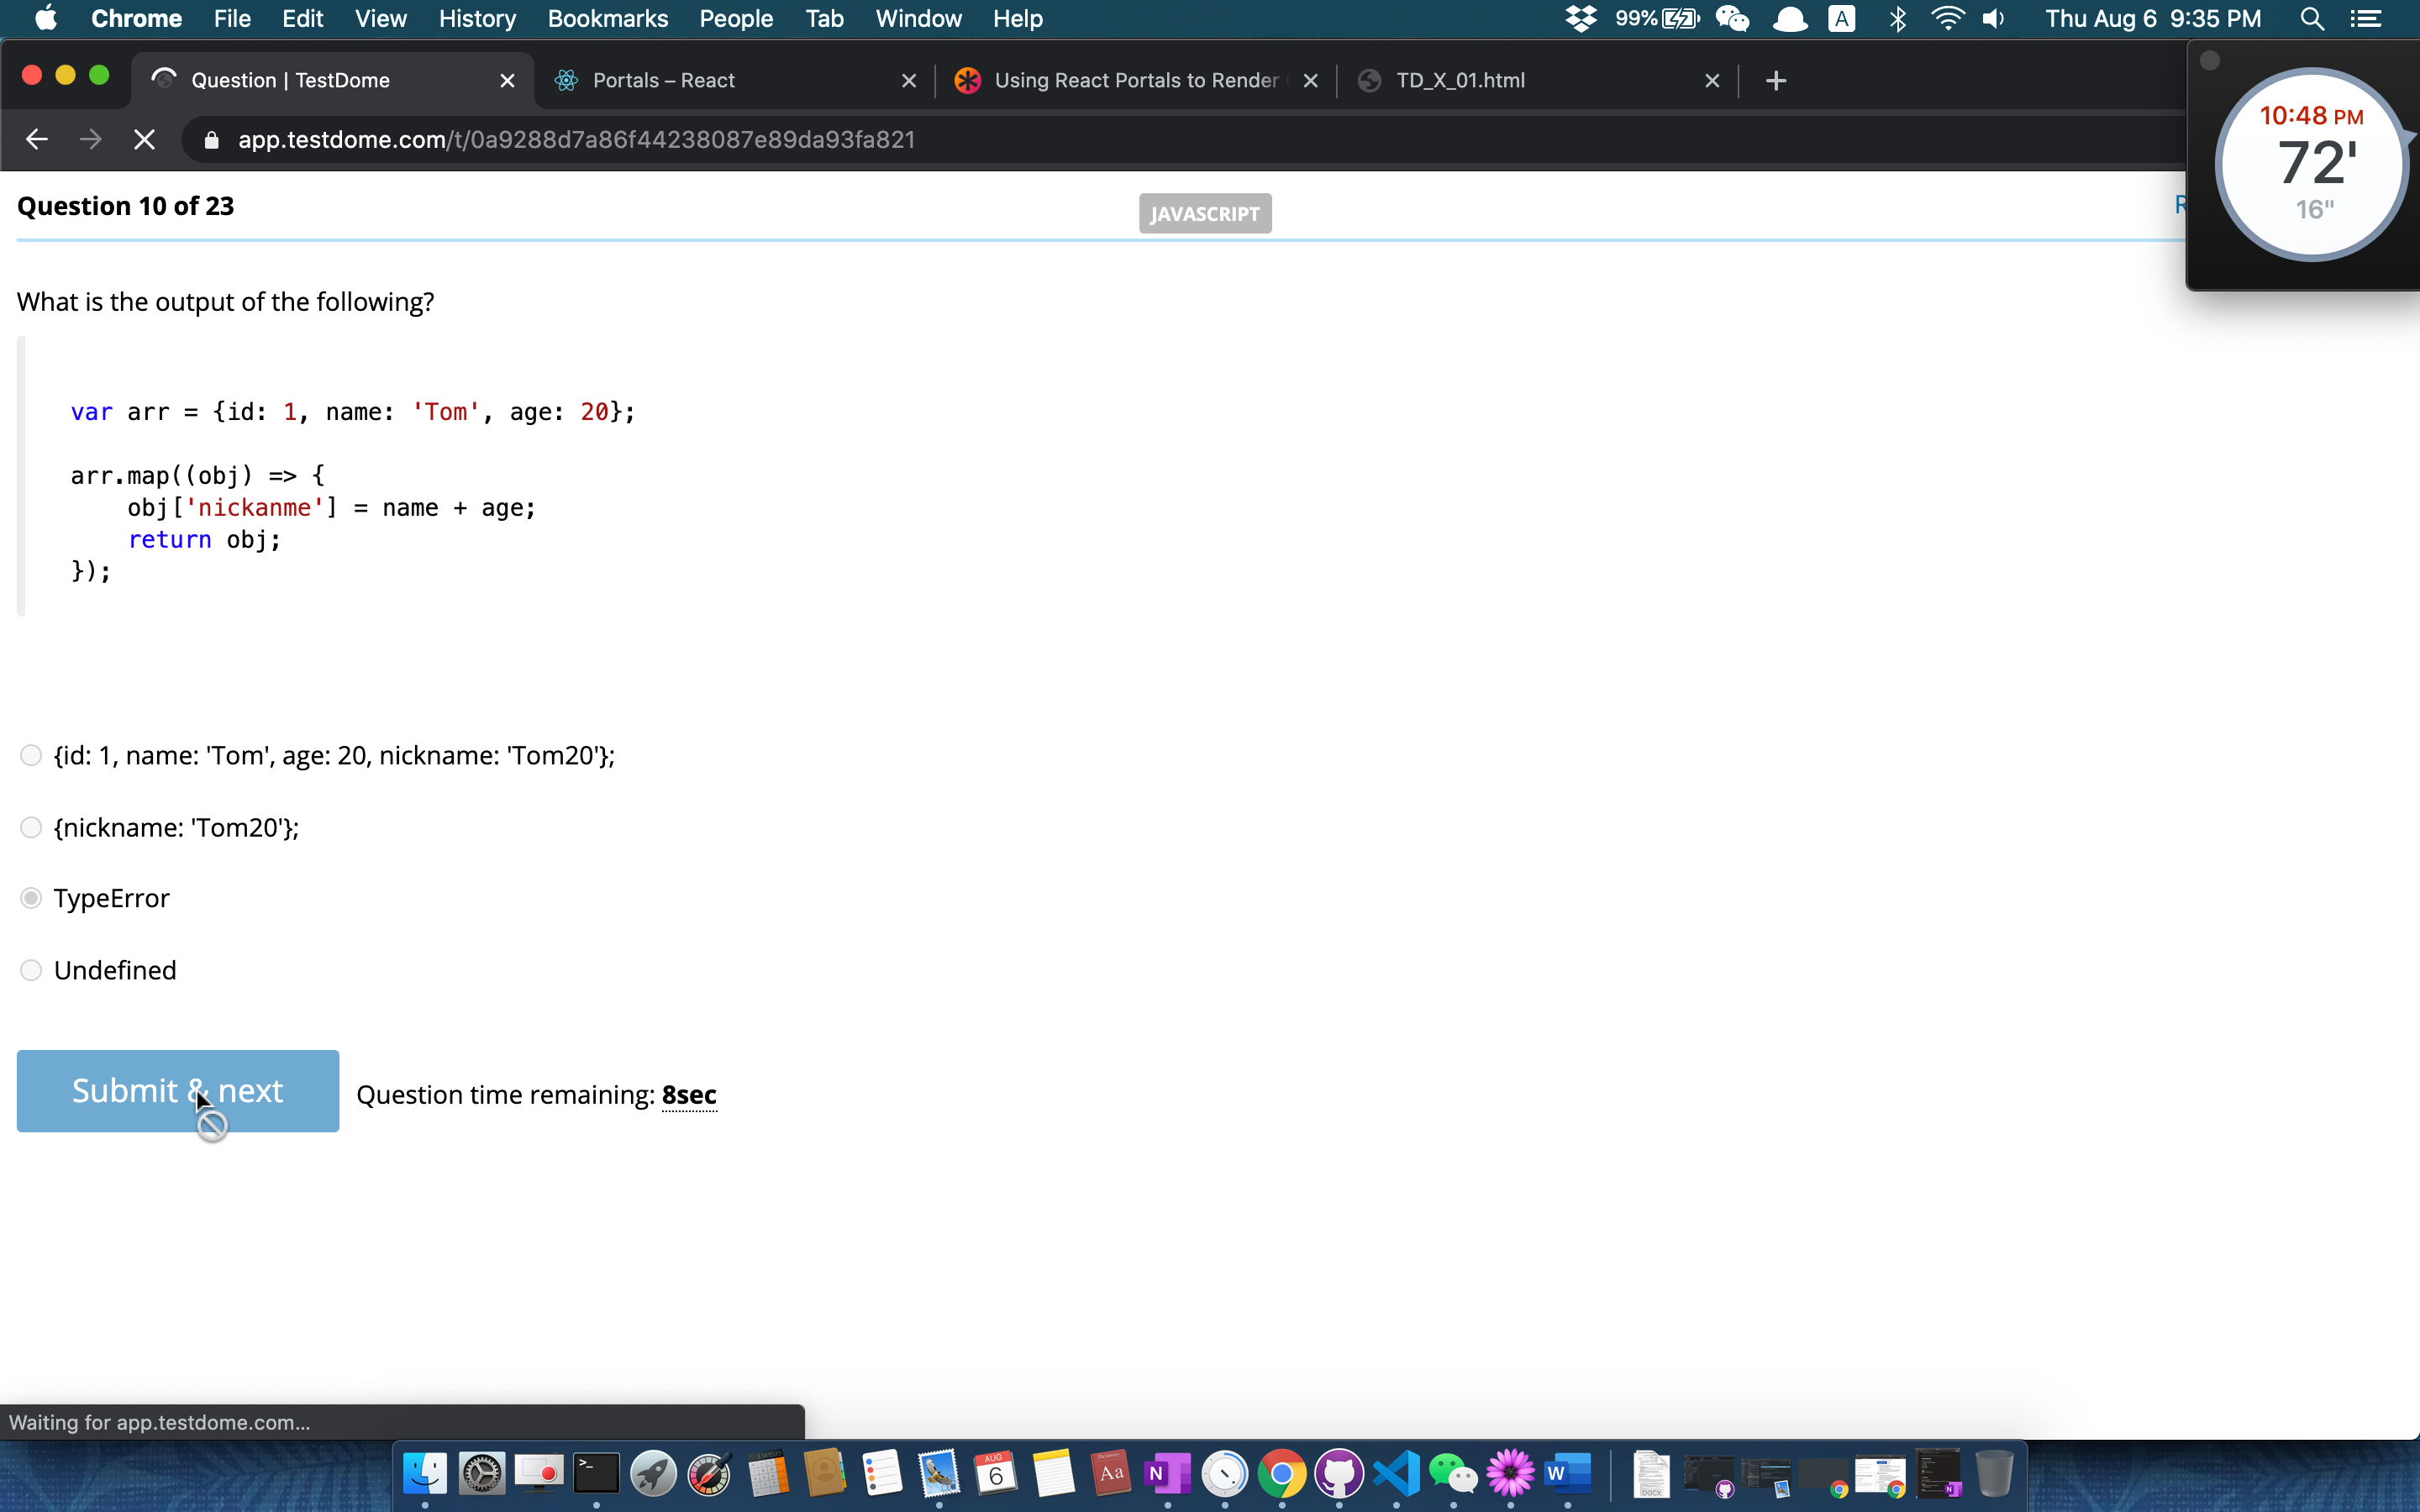 Chrome File Edit View History Bookmarks People Tab Window Help 99% A Thu Aug 6 9:35 PM
Question | TestDome Portals – React Using React Portals to Render TD_X_01.html
app.testdome.com/t/0a9288d7a86f44238087e89da93fa821
10:48 PM
72'
16"
Question 10 of 23 JAVASCRIPT R
What is the output of the following?
var arr = {id: 1, name: 'Tom', age: 20};
arr.map((obj) => {
obj['nickanme'] = name + age;
return obj;
});
{id: 1, name: 'Tom', age: 20, nickname: 'Tom20'};
{nickname: 'Tom20'};
TypeError
Undefined
Submit & next Question time remaining: 8sec
Waiting for app.testdome.com...
>_ AUG 6 Aa N W DOCX N